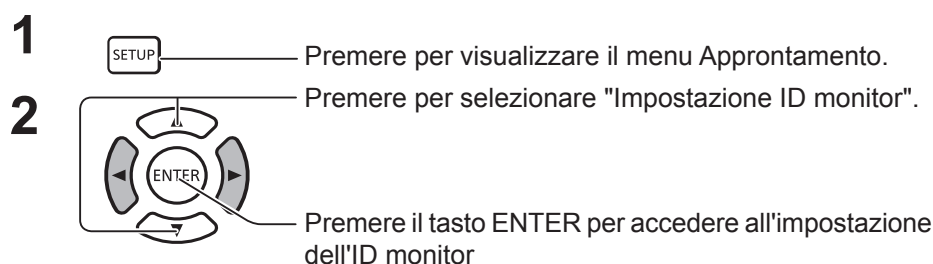 1
SETUP
Premere per visualizzare il menu Approntamento.
2
Premere per selezionare "Impostazione ID monitor".
ENTER
Premere il tasto ENTER per accedere all'impostazione
dell'ID monitor